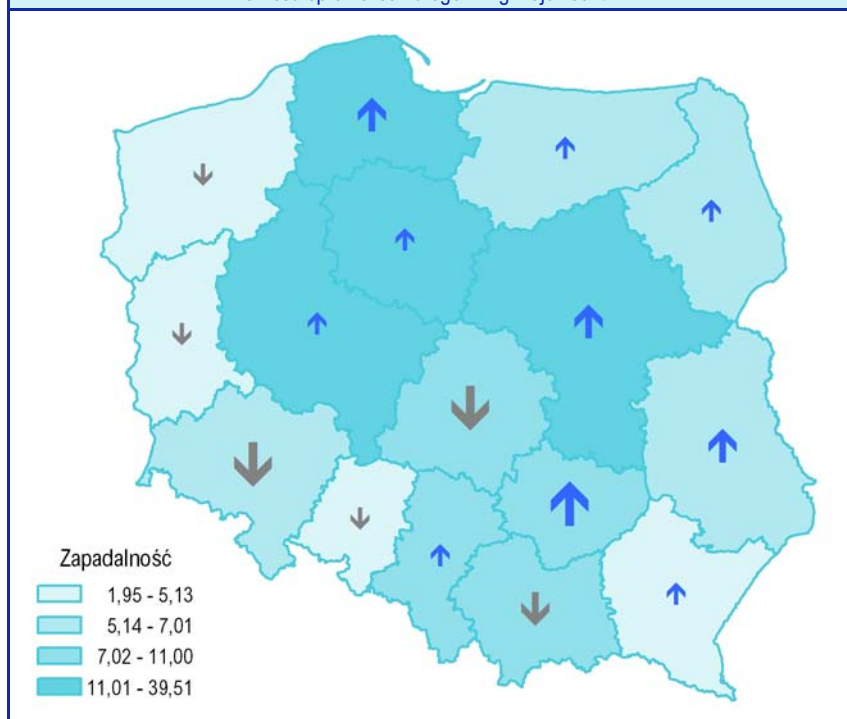 Zapadalność
1,95 - 5,13
5,14 - 7,01
7,02 - 11,00
11,01 - 39,51